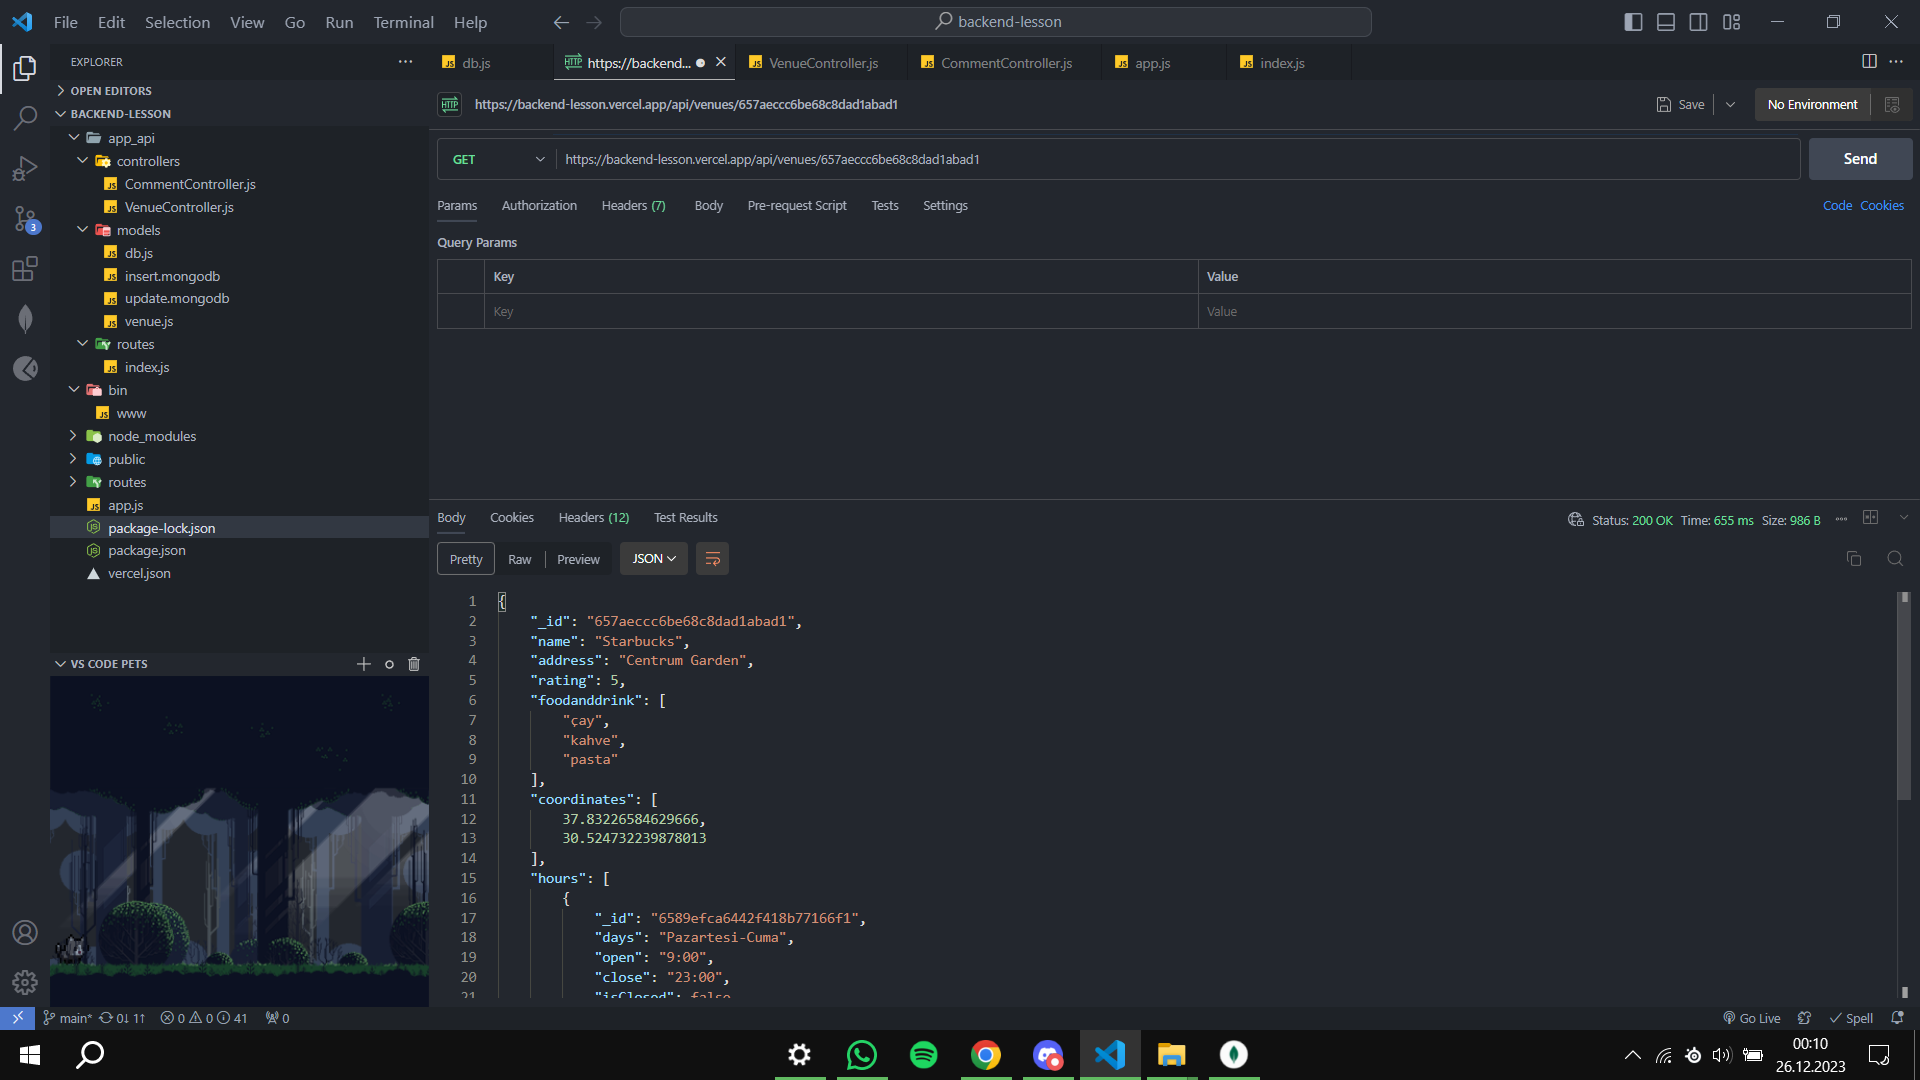 File Edit Selection View Go Run Terminal Help
backend-lesson
EXPLORER
OPEN EDITORS
BACKEND-LESSON
app_api
controllers
CommentController.js
VenueController.js
models
db.js
insert.mongodb
update.mongodb
venue.js
routes
index.js
bin
www
node_modules
public
routes
app.js
package-lock.json
package.json
vercel.json
VS CODE PETS
3
db.js
HTTP https://backend...
VenueController.js
CommentController.js
app.js
index.js
HTTP https://backend-lesson.vercel.app/api/venues/657aeccc6be68c8dad1abad1
Save
No Environment
GET https://backend-lesson.vercel.app/api/venues/657aeccc6be68c8dad1abad1
Send
Params Authorization Headers (7) Body Pre-request Script Tests Settings
Code Cookies
Query Params
Key Value
Key Value
Body Cookies Headers (12) Test Results
Status: 200 OK Time: 655 ms Size: 986 B
Pretty Raw Preview JSON
1 {
2 "_id": "657aeccc6be68c8dad1abad1",
3 "name": "Starbucks",
4 "address": "Centrum Garden",
5 "rating": 5,
6 "foodanddrink": [
7 "çay",
8 "kahve",
9 "pasta"
10 ],
11 "coordinates": [
12 37.83226584629666,
13 30.524732239878013
14 ],
15 "hours": [
16 {
17 "_id": "6589efca6442f418b77166f1",
18 "days": "Pazartesi-Cuma",
19 "open": "9:00",
20 "close": "23:00",
21 "isClosed": false
main* 0↓ 1↑ 0 0 41 0
Go Live Spell
00:10
26.12.2023